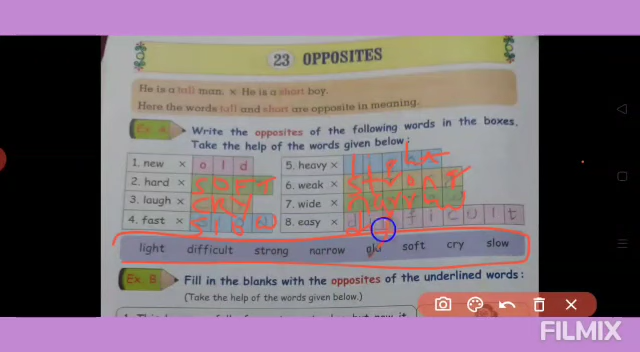 23 OPPOSITES
He is a tall man. × He is a short boy.
Here the words tall and short are opposite in meaning.
Ex A Write the opposites of the following words in the boxes.
Take the help of the words given below:
1. new × old
2. hard × soft
3. laugh × cry
4. fast × slow
5. heavy × light
6. weak × strong
7. wide × narrow
8. easy × difficult
light difficult strong narrow soft cry slow
Ex B Fill in the blanks with the opposites of the underlined words:
(Take the help of the words given below.)
FILMIX